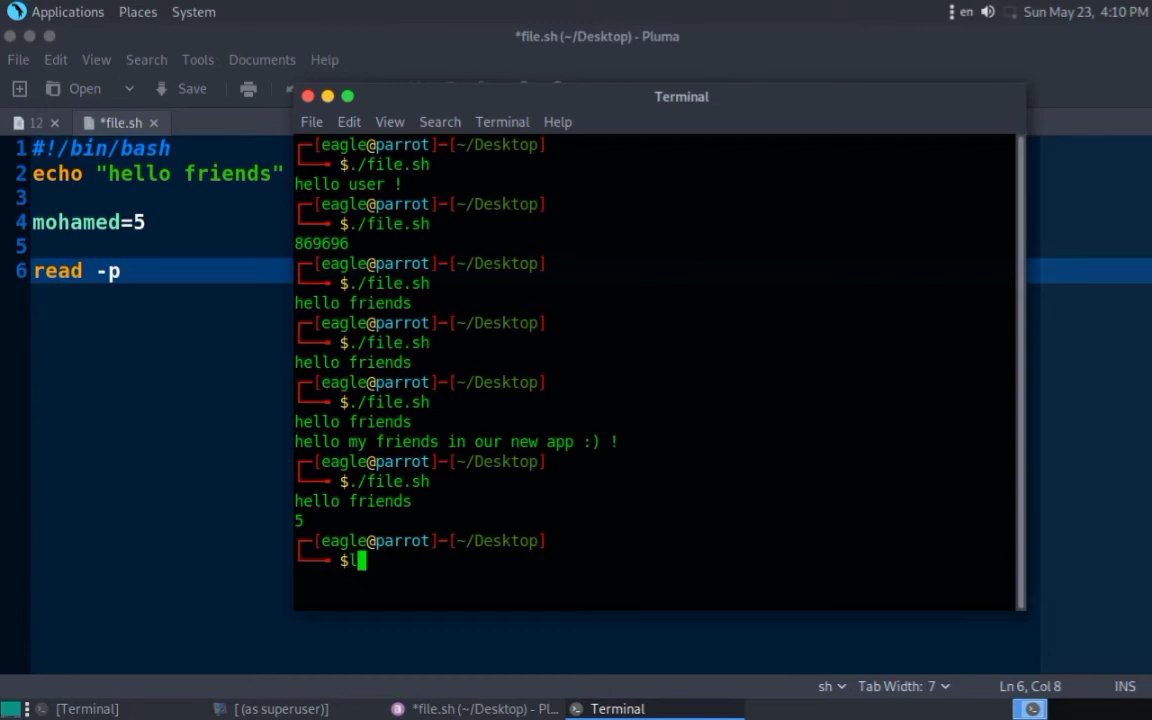 Applications Places System en Sun May 23, 4:10 PM
*file.sh (~/Desktop) - Pluma
File Edit View Search Tools Documents Help
Open Save
12 *file.sh
1 #!/bin/bash
2 echo "hello friends"
3
4 mohamed=5
5
6 read -p
Terminal
File Edit View Search Terminal Help
[eagle@parrot]─[~/Desktop]
$./file.sh
hello user !
[eagle@parrot]─[~/Desktop]
$./file.sh
869696
[eagle@parrot]─[~/Desktop]
$./file.sh
hello friends
[eagle@parrot]─[~/Desktop]
$./file.sh
hello friends
[eagle@parrot]─[~/Desktop]
$./file.sh
hello friends
hello my friends in our new app :) !
[eagle@parrot]─[~/Desktop]
$./file.sh
hello friends
5
[eagle@parrot]─[~/Desktop]
$l
sh Tab Width: 7 Ln 6, Col 8 INS
[Terminal] [(as superuser)] *file.sh (~/Desktop) - Pl... Terminal